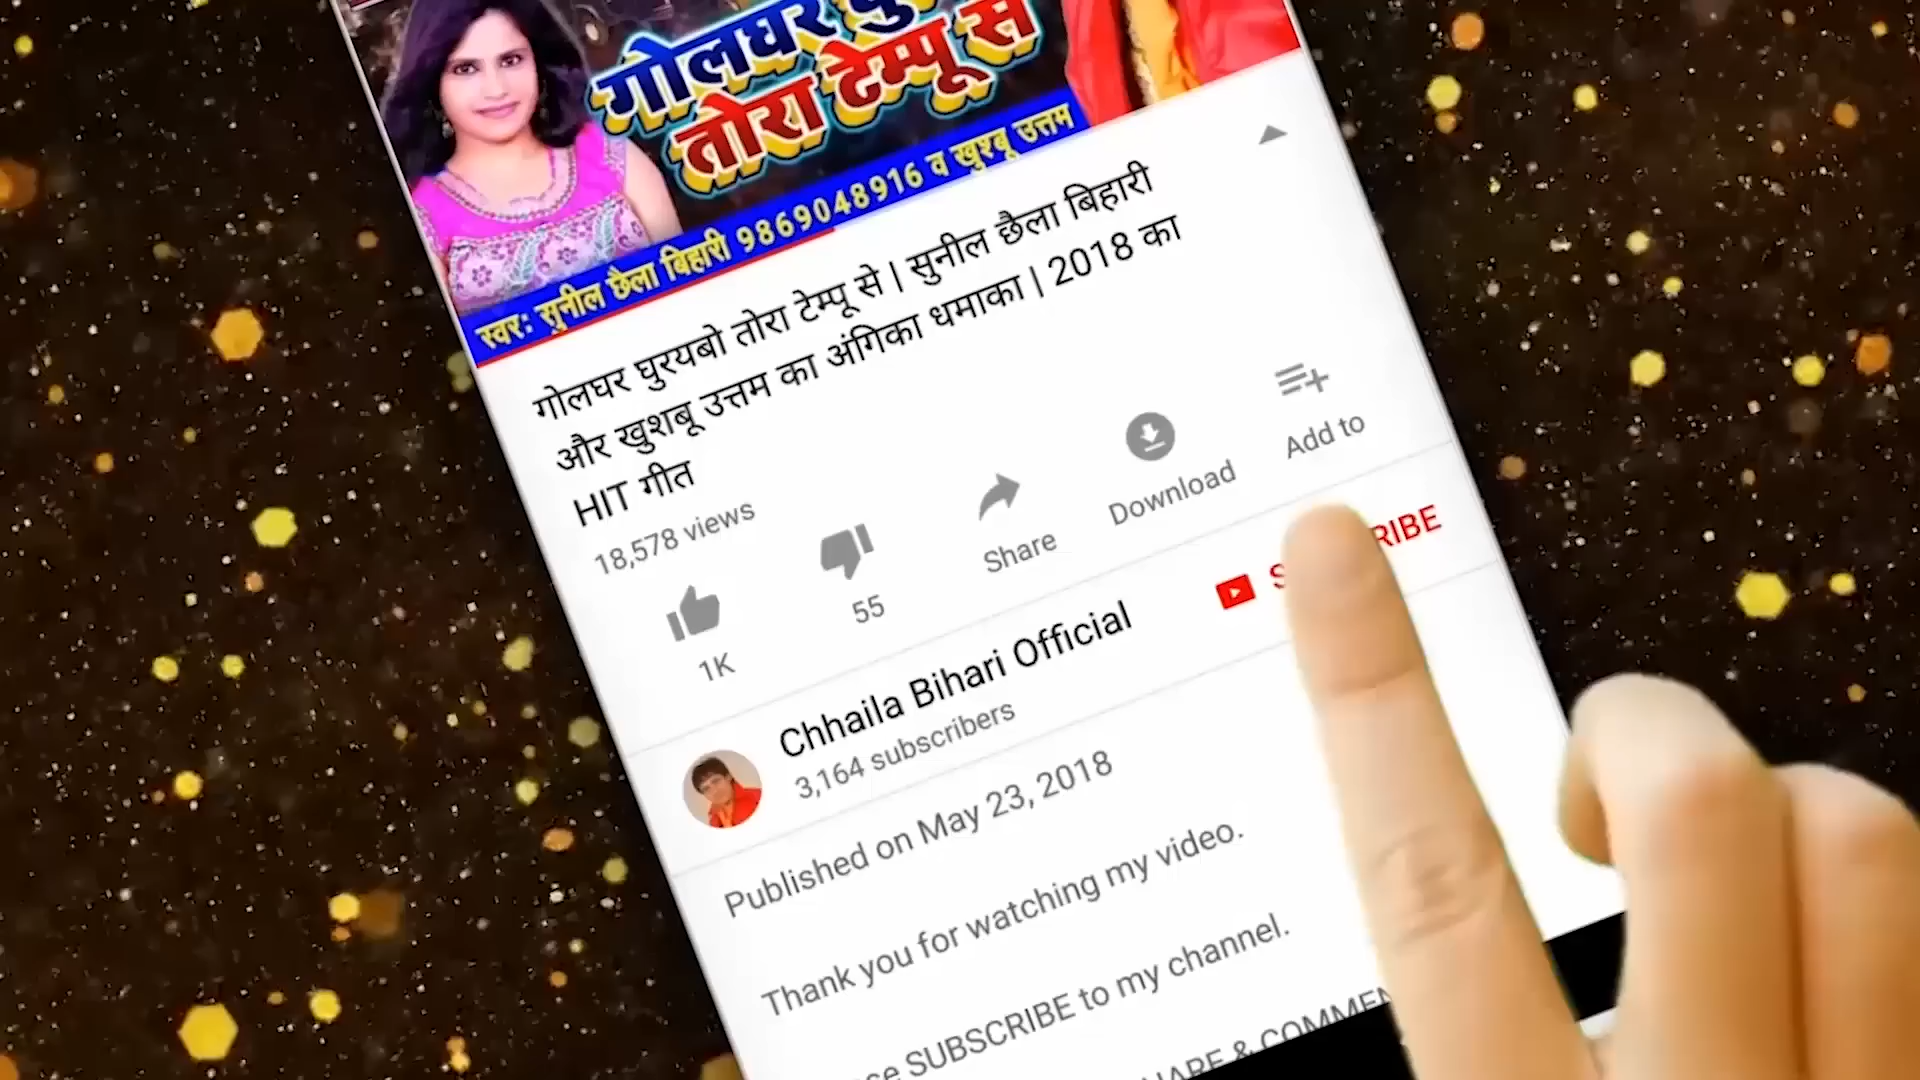 गोलघर घु
तोरा टेम्पू से
स्वर: सुनील छैला बिहारी 9869048916 व खुश्बू उत्तम
गोलघर घुरयबो तोरा टेम्पू से | सुनील छैला बिहारी
और खुशबू उत्तम का अंगिका धमाका | 2018 का
HIT गीत
18,578 views
1K
55
Share
Download
Add to
Chhaila Bihari Official
3,164 subscribers
Published on May 23, 2018
Thank you for watching my video.
SUBSCRIBE to my channel.
& COMMEN